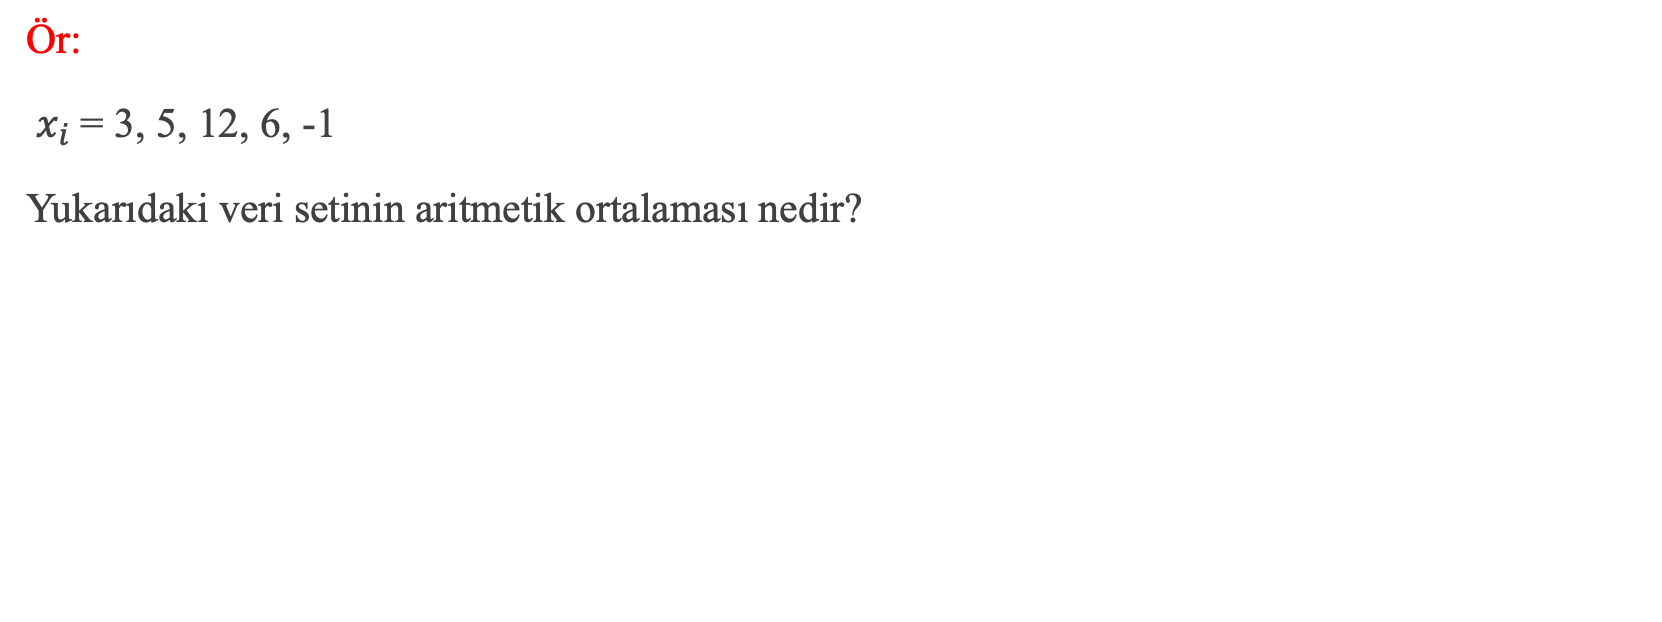 Ör:
xᵢ = 3, 5, 12, 6, -1
Yukarıdaki veri setinin aritmetik ortalaması nedir?